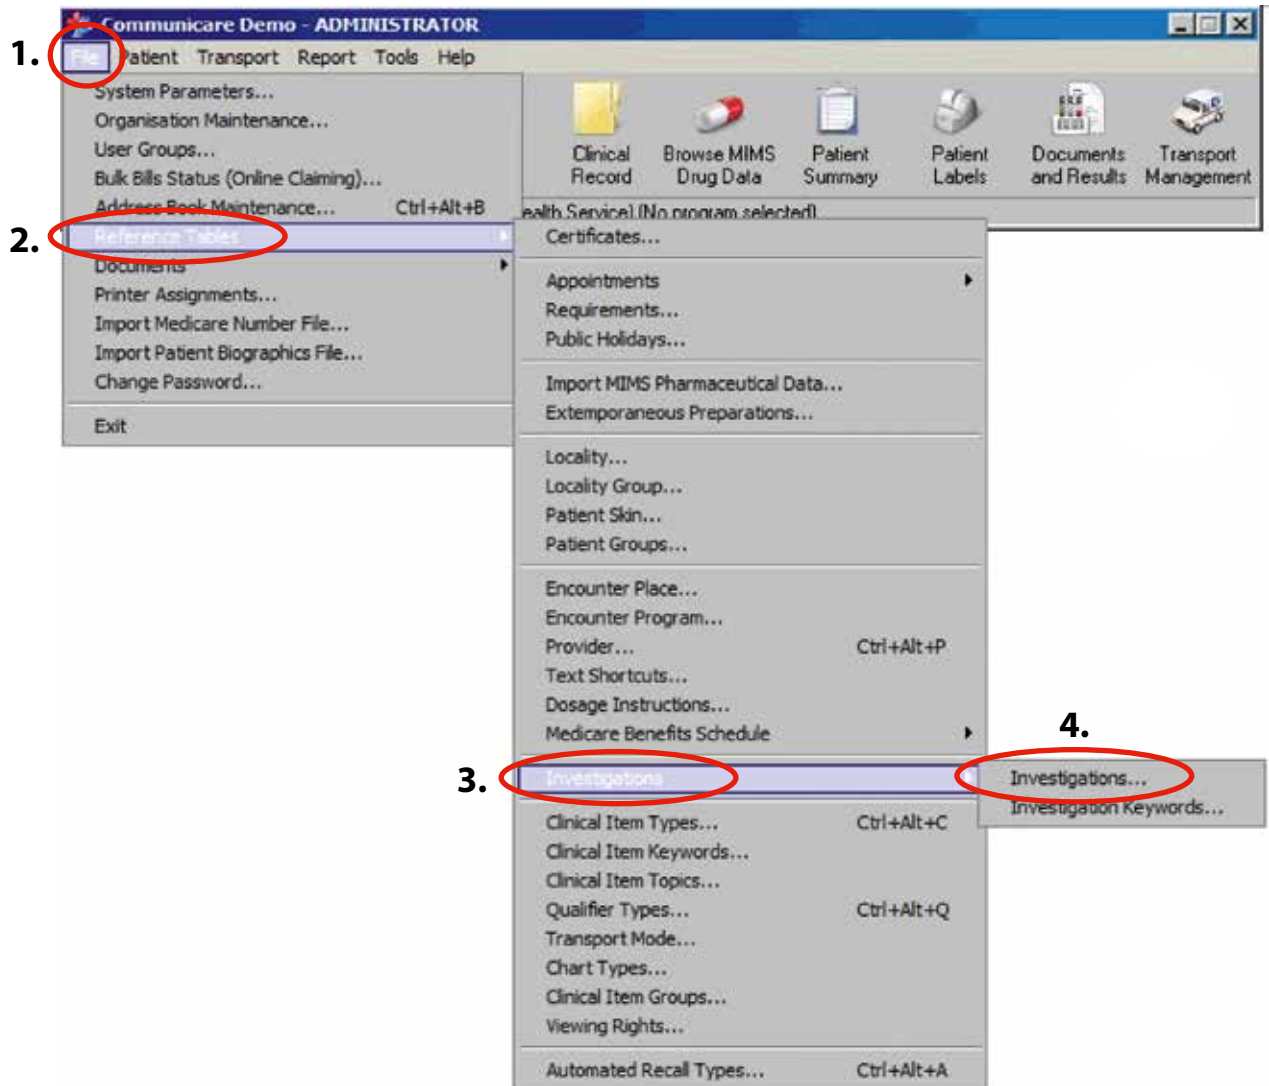 Communicare Demo - ADMINISTRATOR
1.
File Patient Transport Report Tools Help
System Parameters...
Organisation Maintenance...
User Groups...
Bulk Bills Status (Online Claiming)...
Address Book Maintenance... Ctrl+Alt+B
2.
Reference Tables
Documents
Printer Assignments...
Import Medicare Number File...
Import Patient Biographics File...
Change Password...
Exit
Clinical Record
Browse MIMS Drug Data
Patient Summary
Patient Labels
Documents and Results
Transport Management
ealth Service] (No program selected)
Certificates...
Appointments
Requirements...
Public Holidays...
Import MIMS Pharmaceutical Data...
Extemporaneous Preparations...
Locality...
Locality Group...
Patient Skin...
Patient Groups...
Encounter Place...
Encounter Program...
Provider... Ctrl+Alt+P
Text Shortcuts...
Dosage Instructions...
Medicare Benefits Schedule
3.
Investigations
4.
Investigations...
Investigation Keywords...
Clinical Item Types... Ctrl+Alt+C
Clinical Item Keywords...
Clinical Item Topics...
Qualifier Types... Ctrl+Alt+Q
Transport Mode...
Chart Types...
Clinical Item Groups...
Viewing Rights...
Automated Recall Types... Ctrl+Alt+A